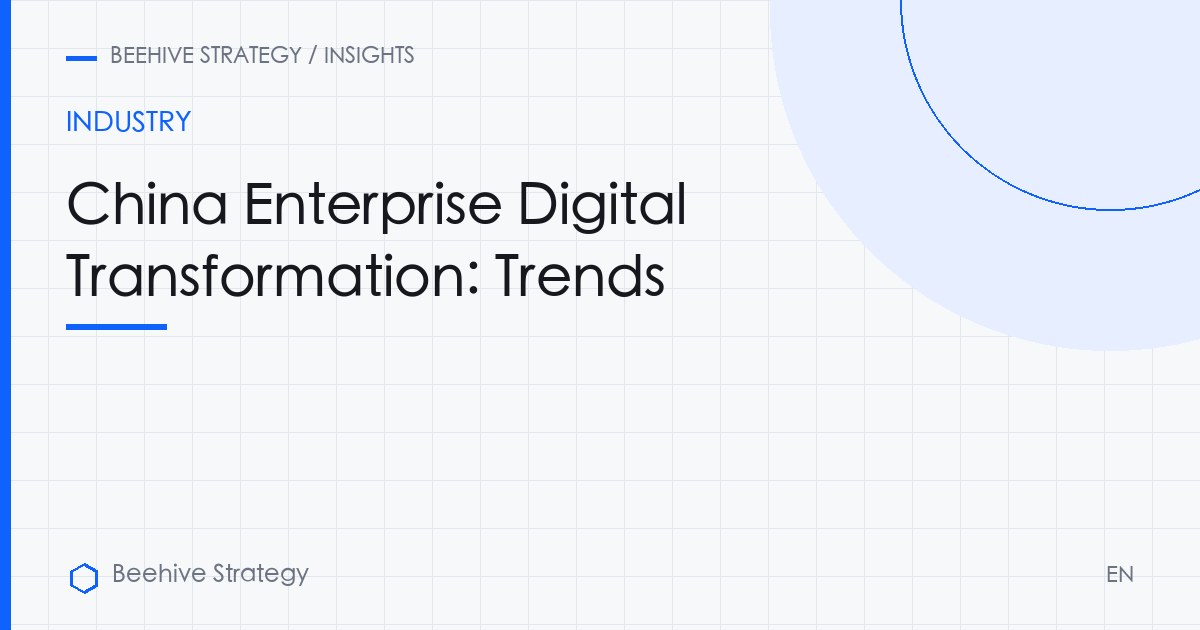 BEEHIVE STRATEGY / INSIGHTS
INDUSTRY
China Enterprise Digital
Transformation: Trends
Beehive Strategy
EN